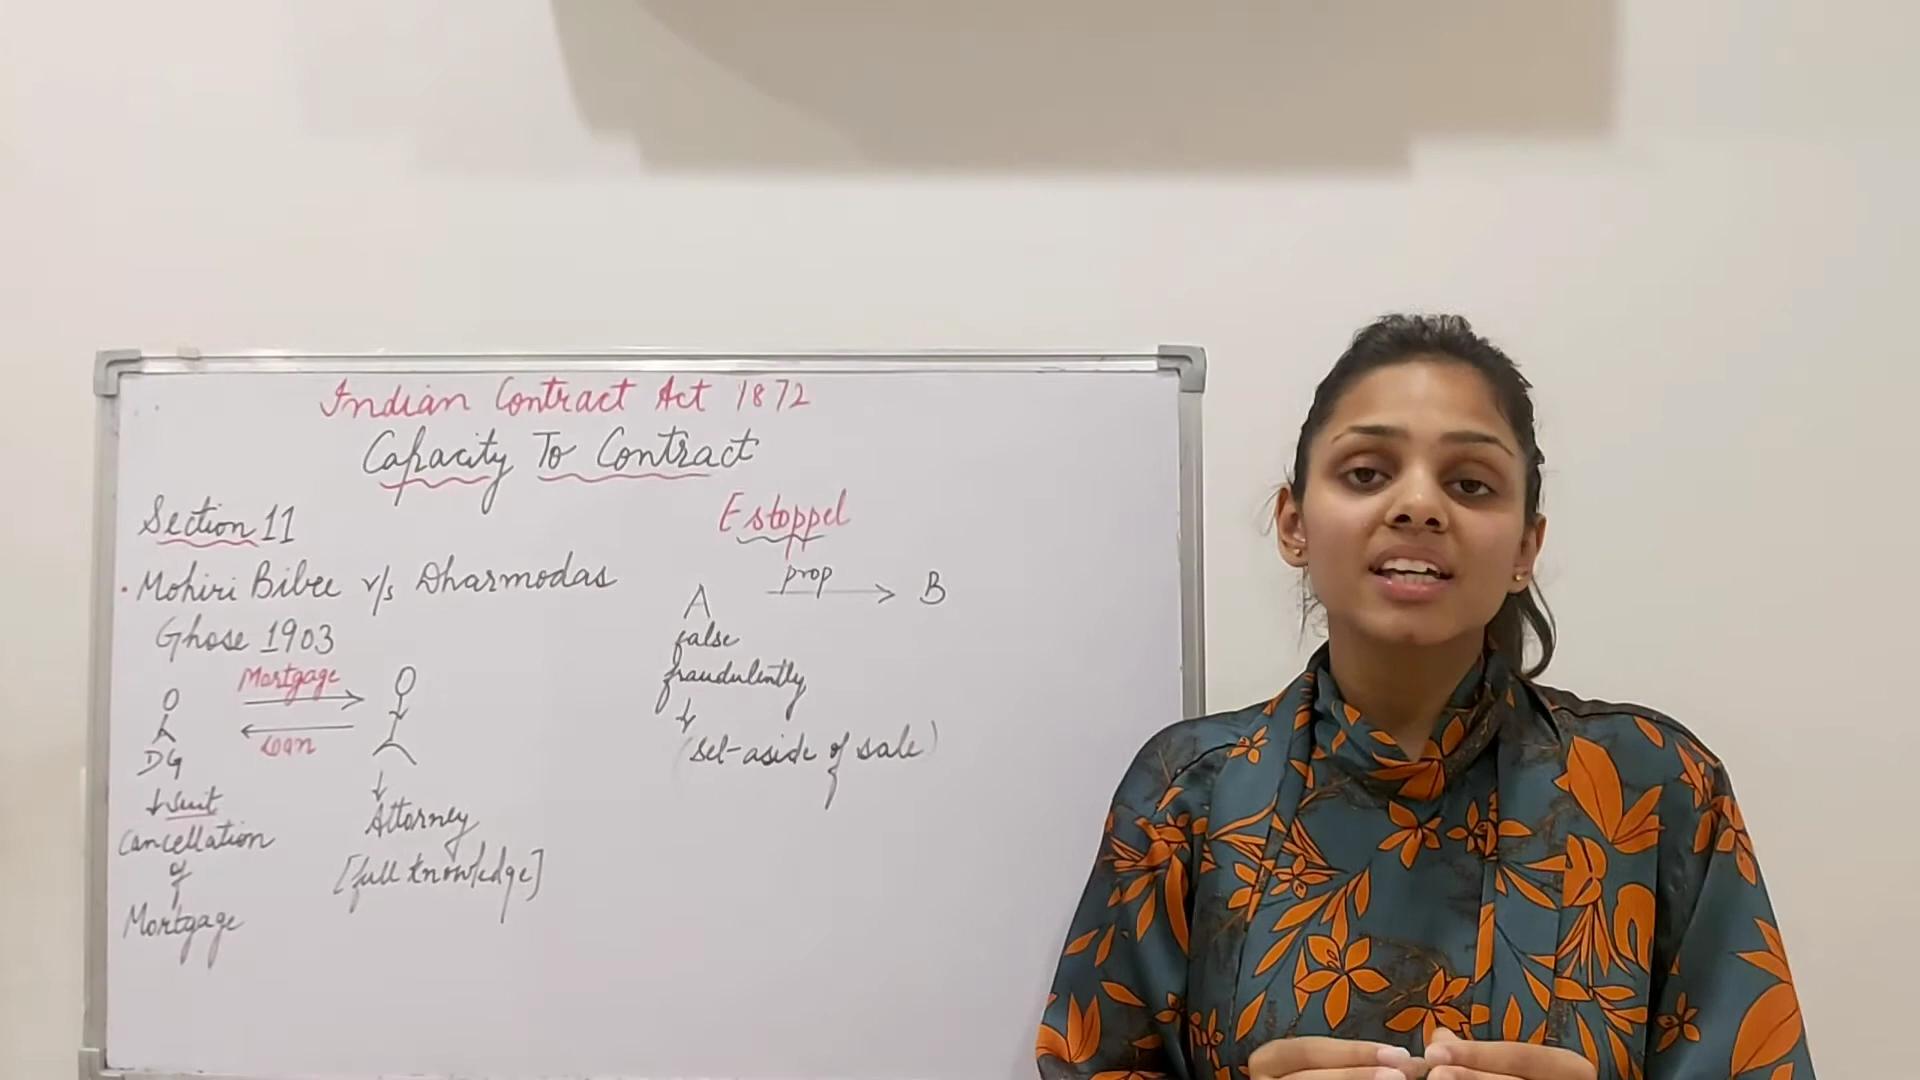 Indian Contract Act 1872
Capacity To Contract
Section 11
Mohiri Bibee v/s Dharmodas
Ghose 1903
Mortgage
Loan
DG
Suit
Cancellation
of
Mortgage
Attorney
[full knowledge]
Estoppel
A prop B
false
fraudulently
(set-aside of sale)